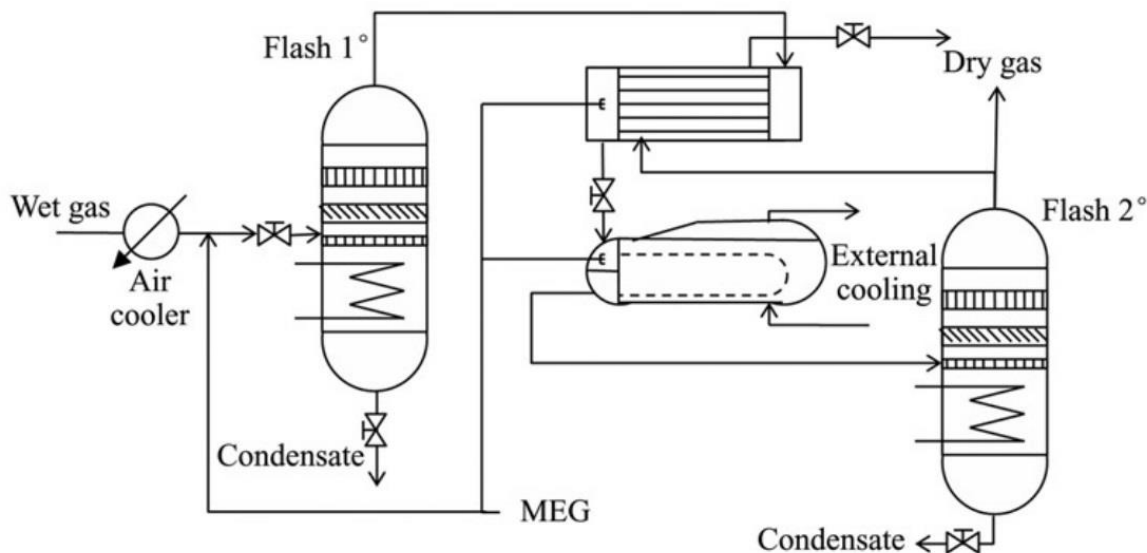 Flash 1°
Dry gas
Wet gas
Flash 2°
Air
cooler
External
cooling
Condensate
MEG
Condensate